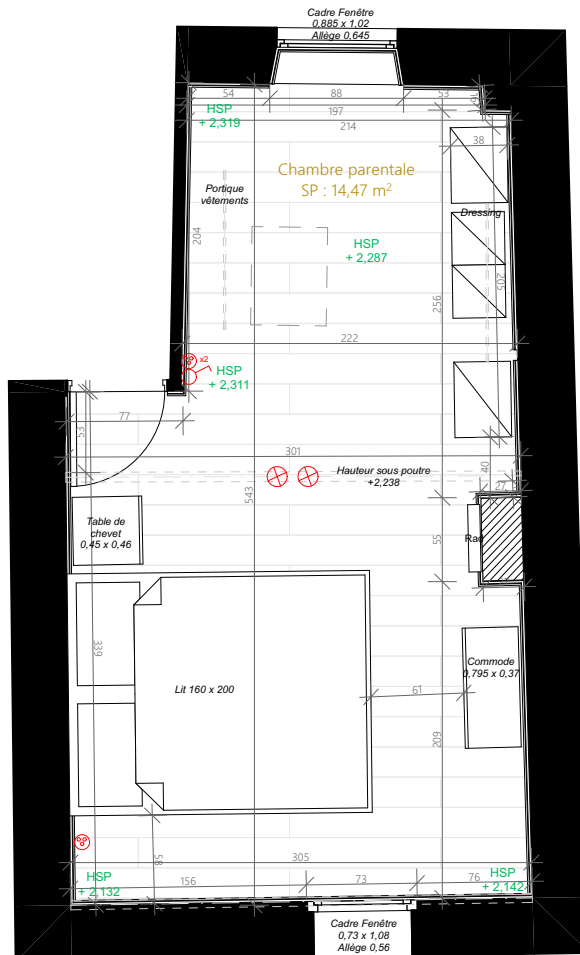 Cadre Fenêtre
0,885 x 1,02
Allège 0,645
54
88
53
16
HSP
+ 2,319
197
214
38
Chambre parentale
SP : 14,47 m²
Portique
vêtements
Dressing
204
HSP
+ 2,287
205
256
222
x2
HSP
+ 2,311
77
53
301
Hauteur sous poutre
+2,238
40
27
543
Table de
chevet
0,45 x 0,46
55
Rad
339
Lit 160 x 200
Commode
0,795 x 0,37
61
209
58
305
HSP
+ 2,132
156
73
76
HSP
+ 2,142
Cadre Fenêtre
0,73 x 1,08
Allège 0,56